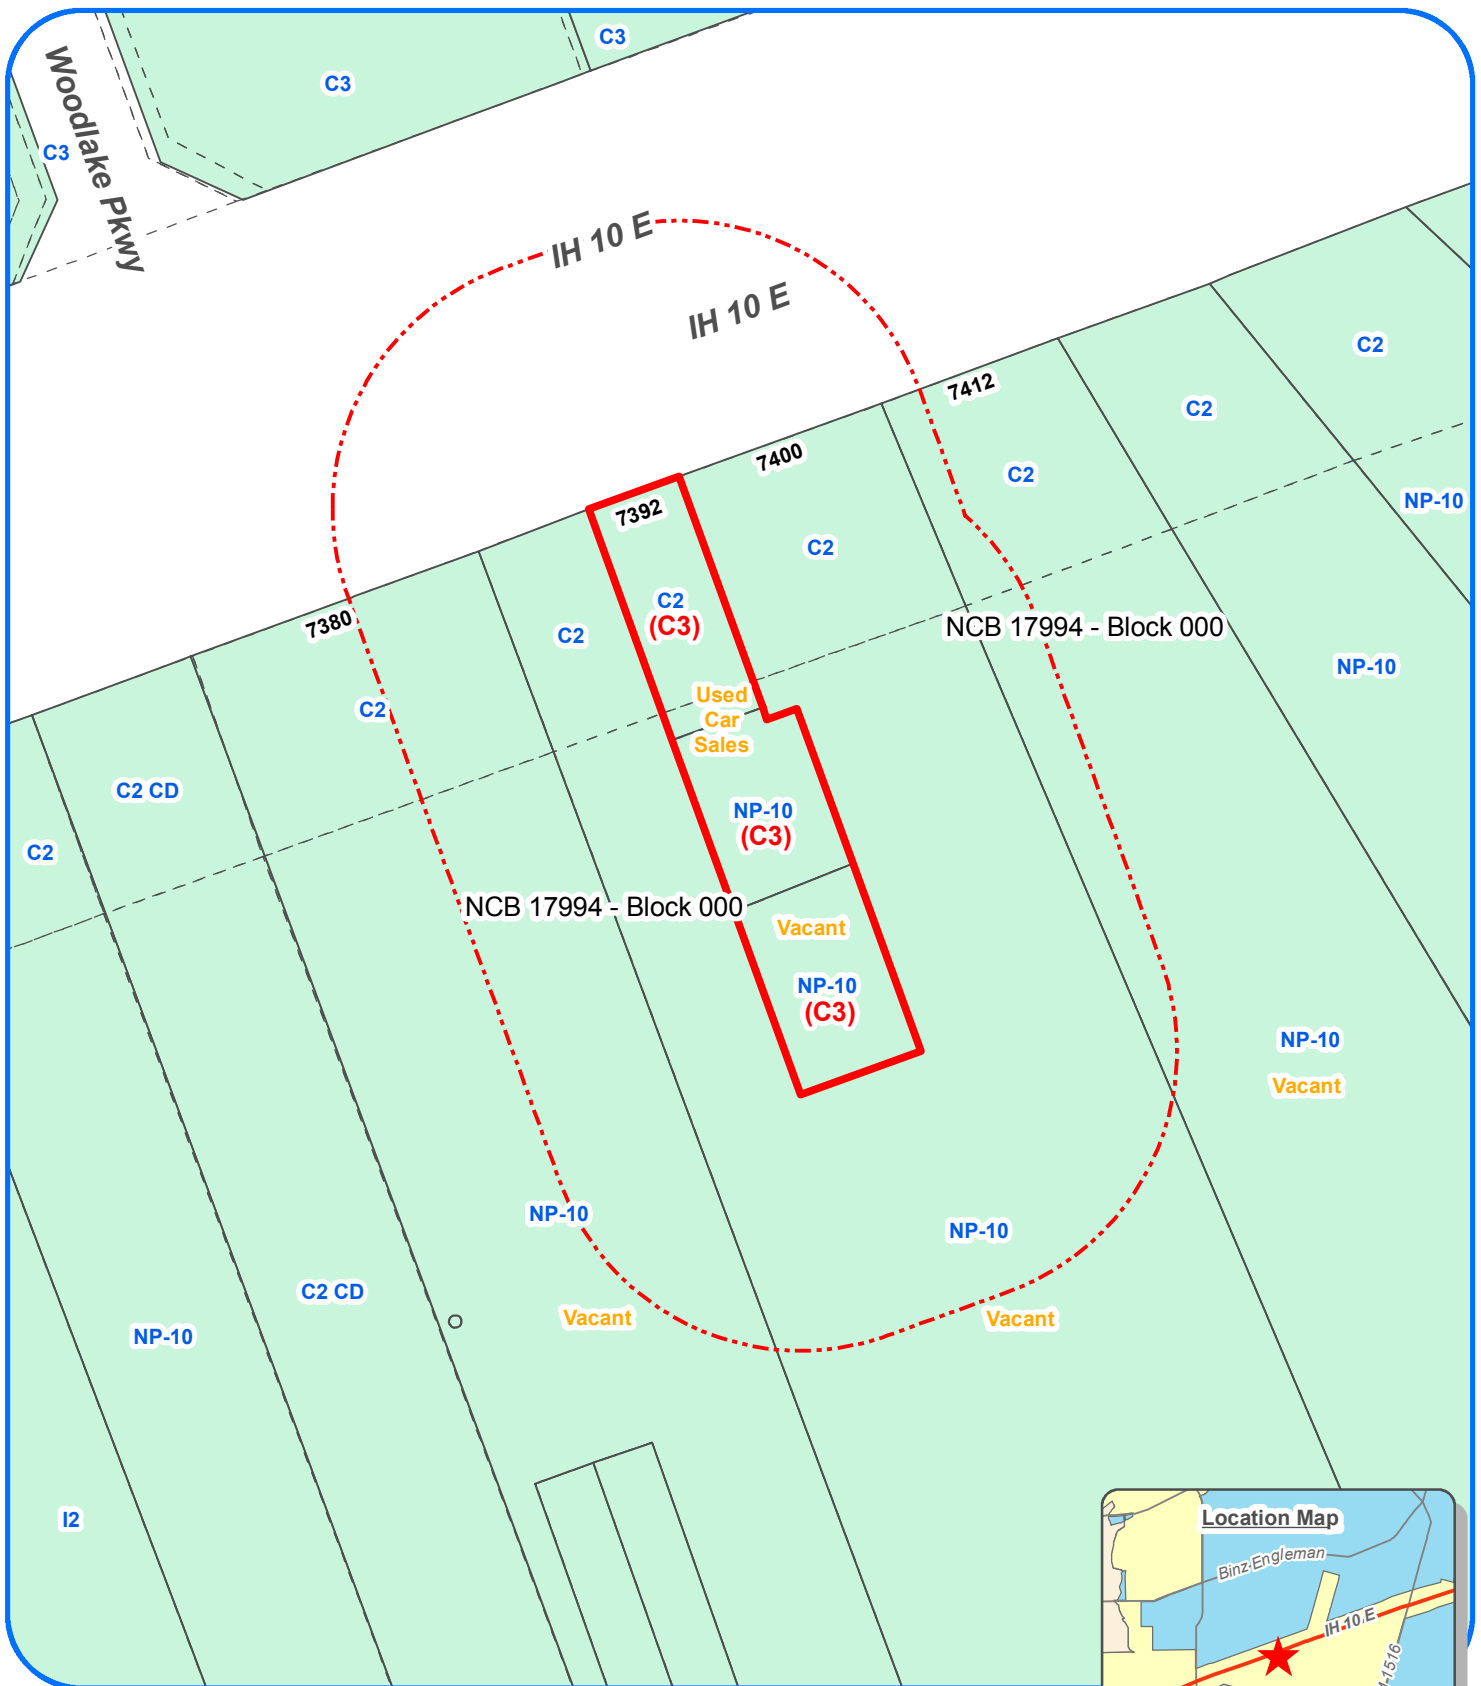 C3
C3
C3
Woodlake Pkwy
IH 10 E
IH 10 E
C2
7412
C2
C2
7400
NP-10
7392
C2
C2
(C3)
7380
C2
NCB 17994 - Block 000
NP-10
Used
Car
Sales
C2
C2 CD
NP-10
(C3)
C2
NCB 17994 - Block 000
Vacant
NP-10
(C3)
NP-10
Vacant
NP-10
NP-10
C2 CD
Vacant
Vacant
NP-10
I2
Location Map
Binz-Engleman
IH 10 E
-1516